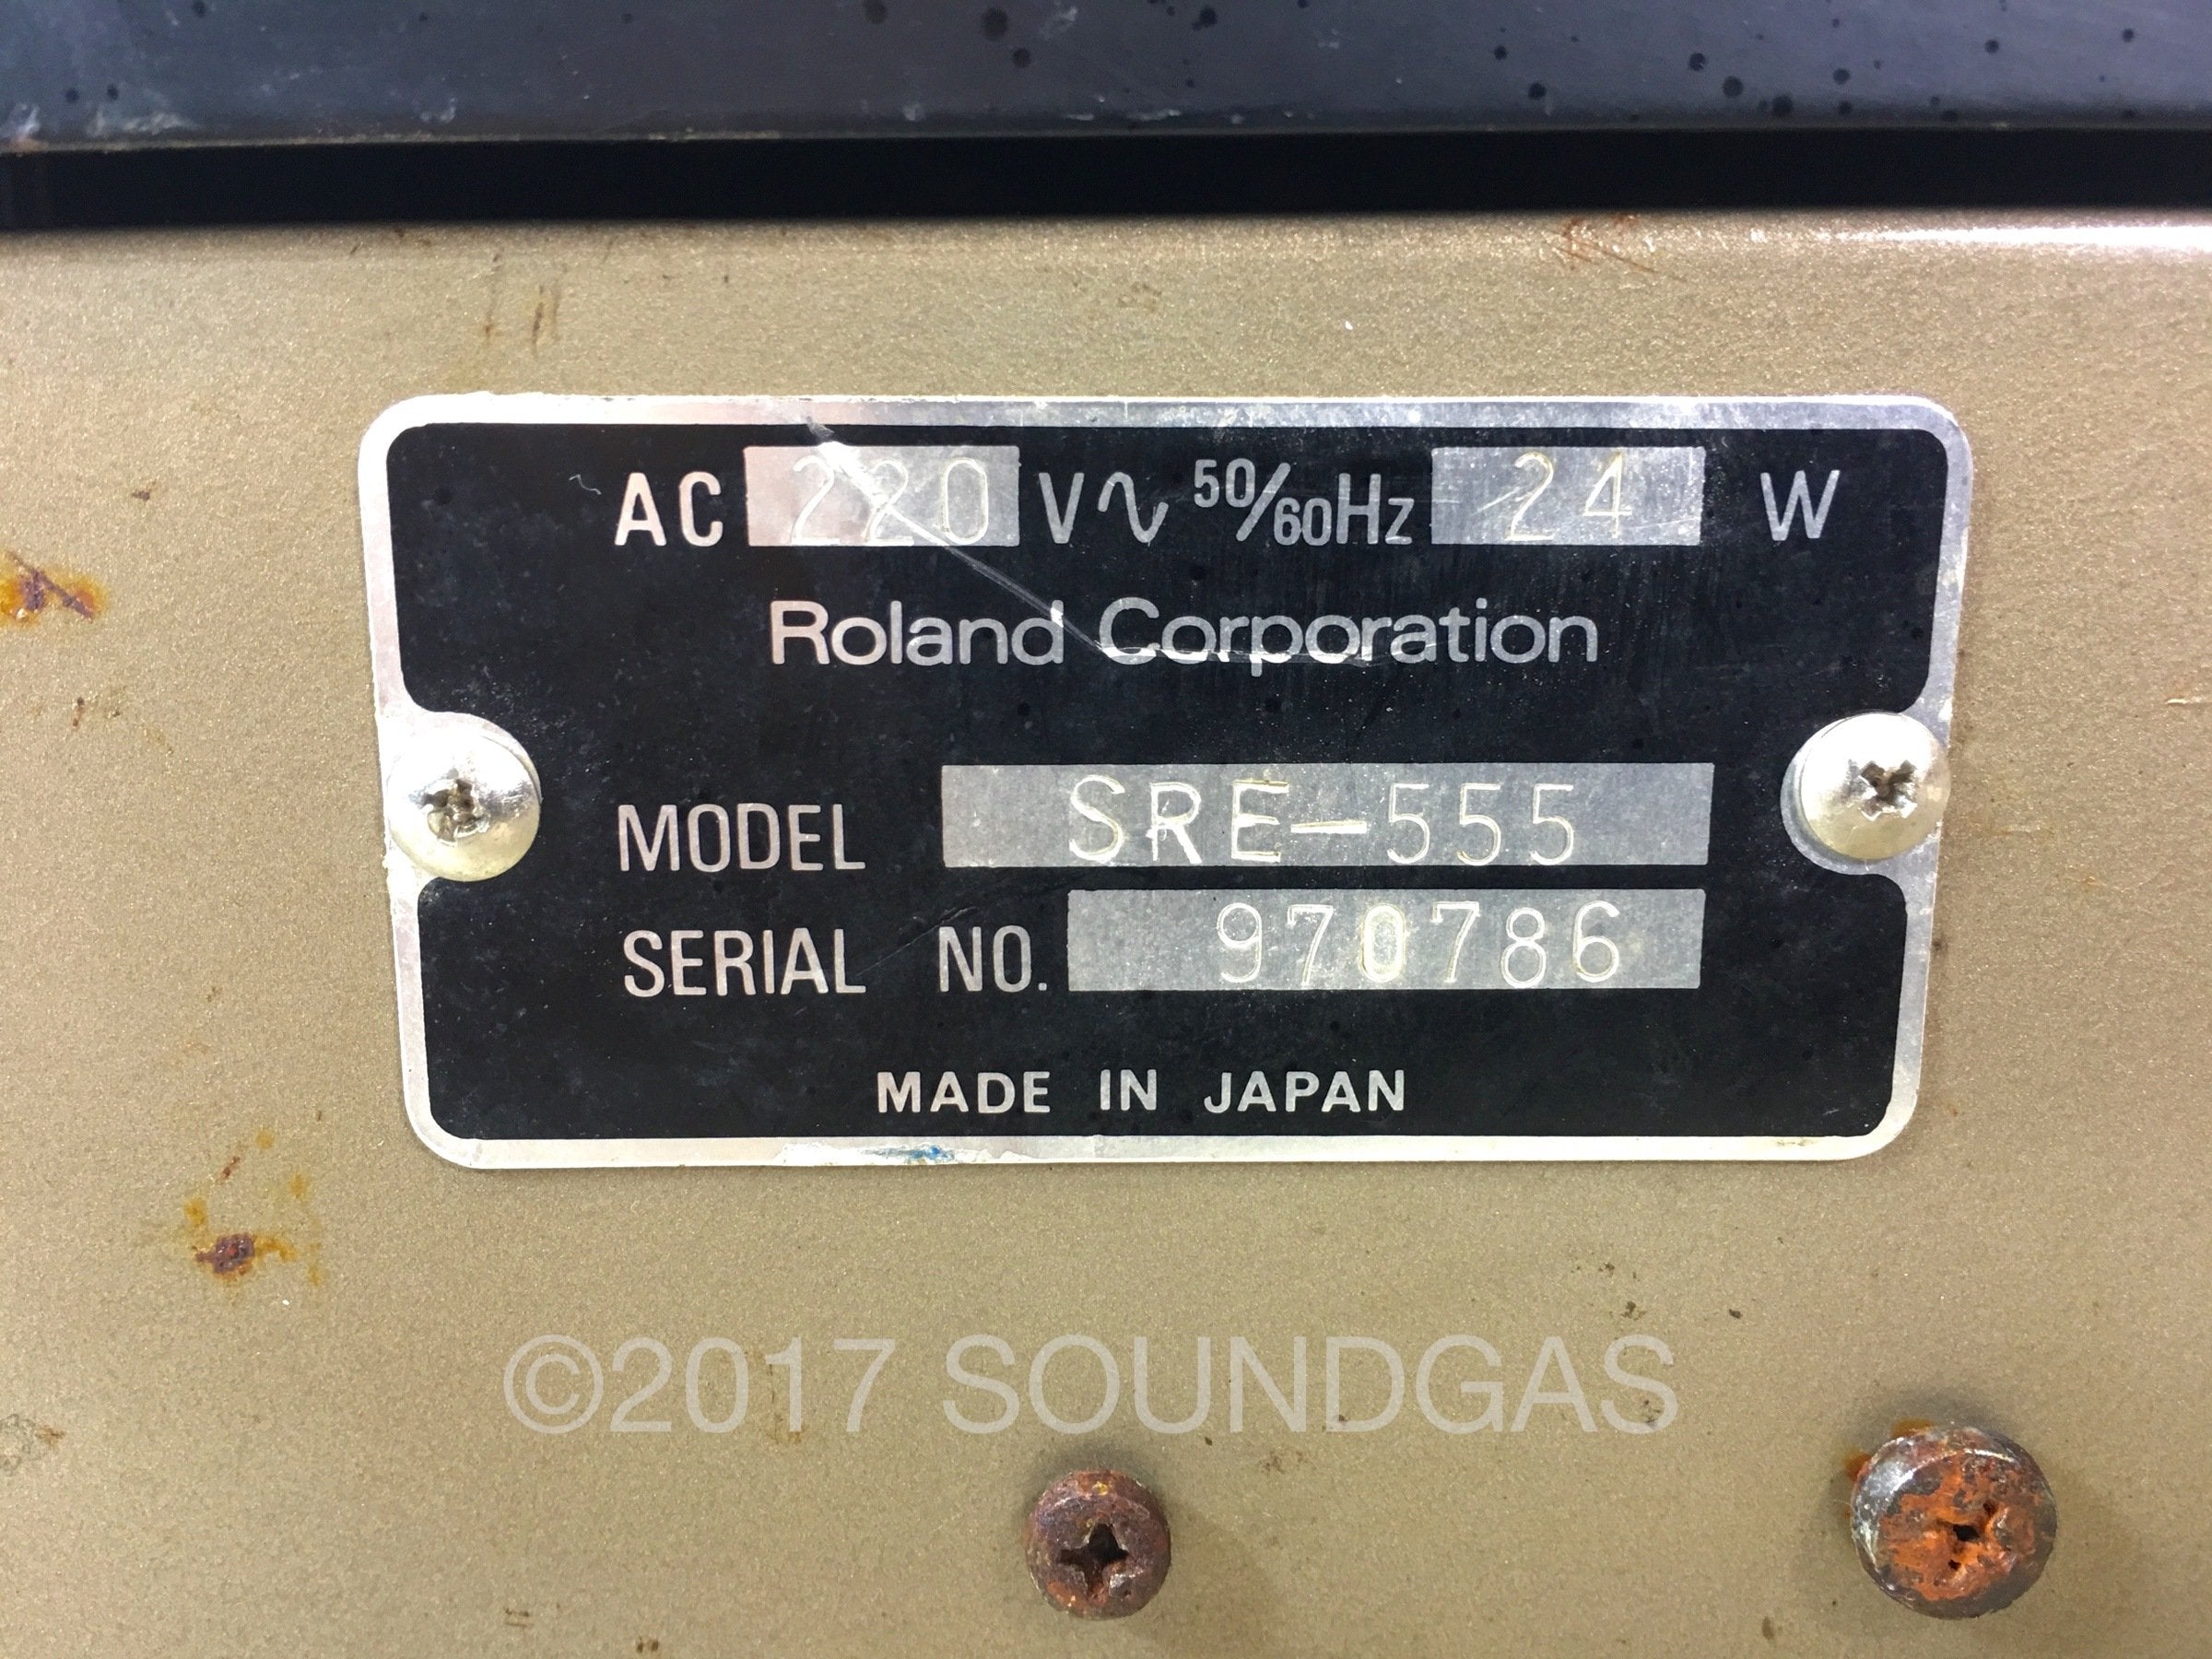 AC 220 V∿ 50/60Hz 24 W
Roland Corporation
MODEL SRE-555
SERIAL NO. 970786
MADE IN JAPAN
©2017 SOUNDGAS